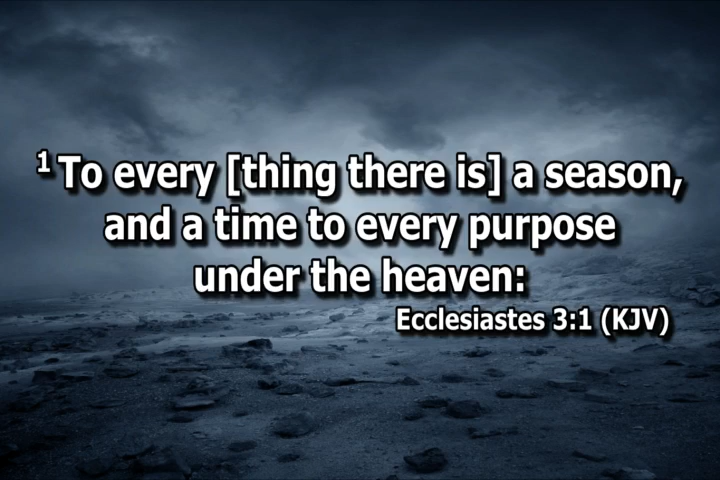 1 To every [thing there is] a season,
and a time to every purpose
under the heaven:
Ecclesiastes 3:1 (KJV)